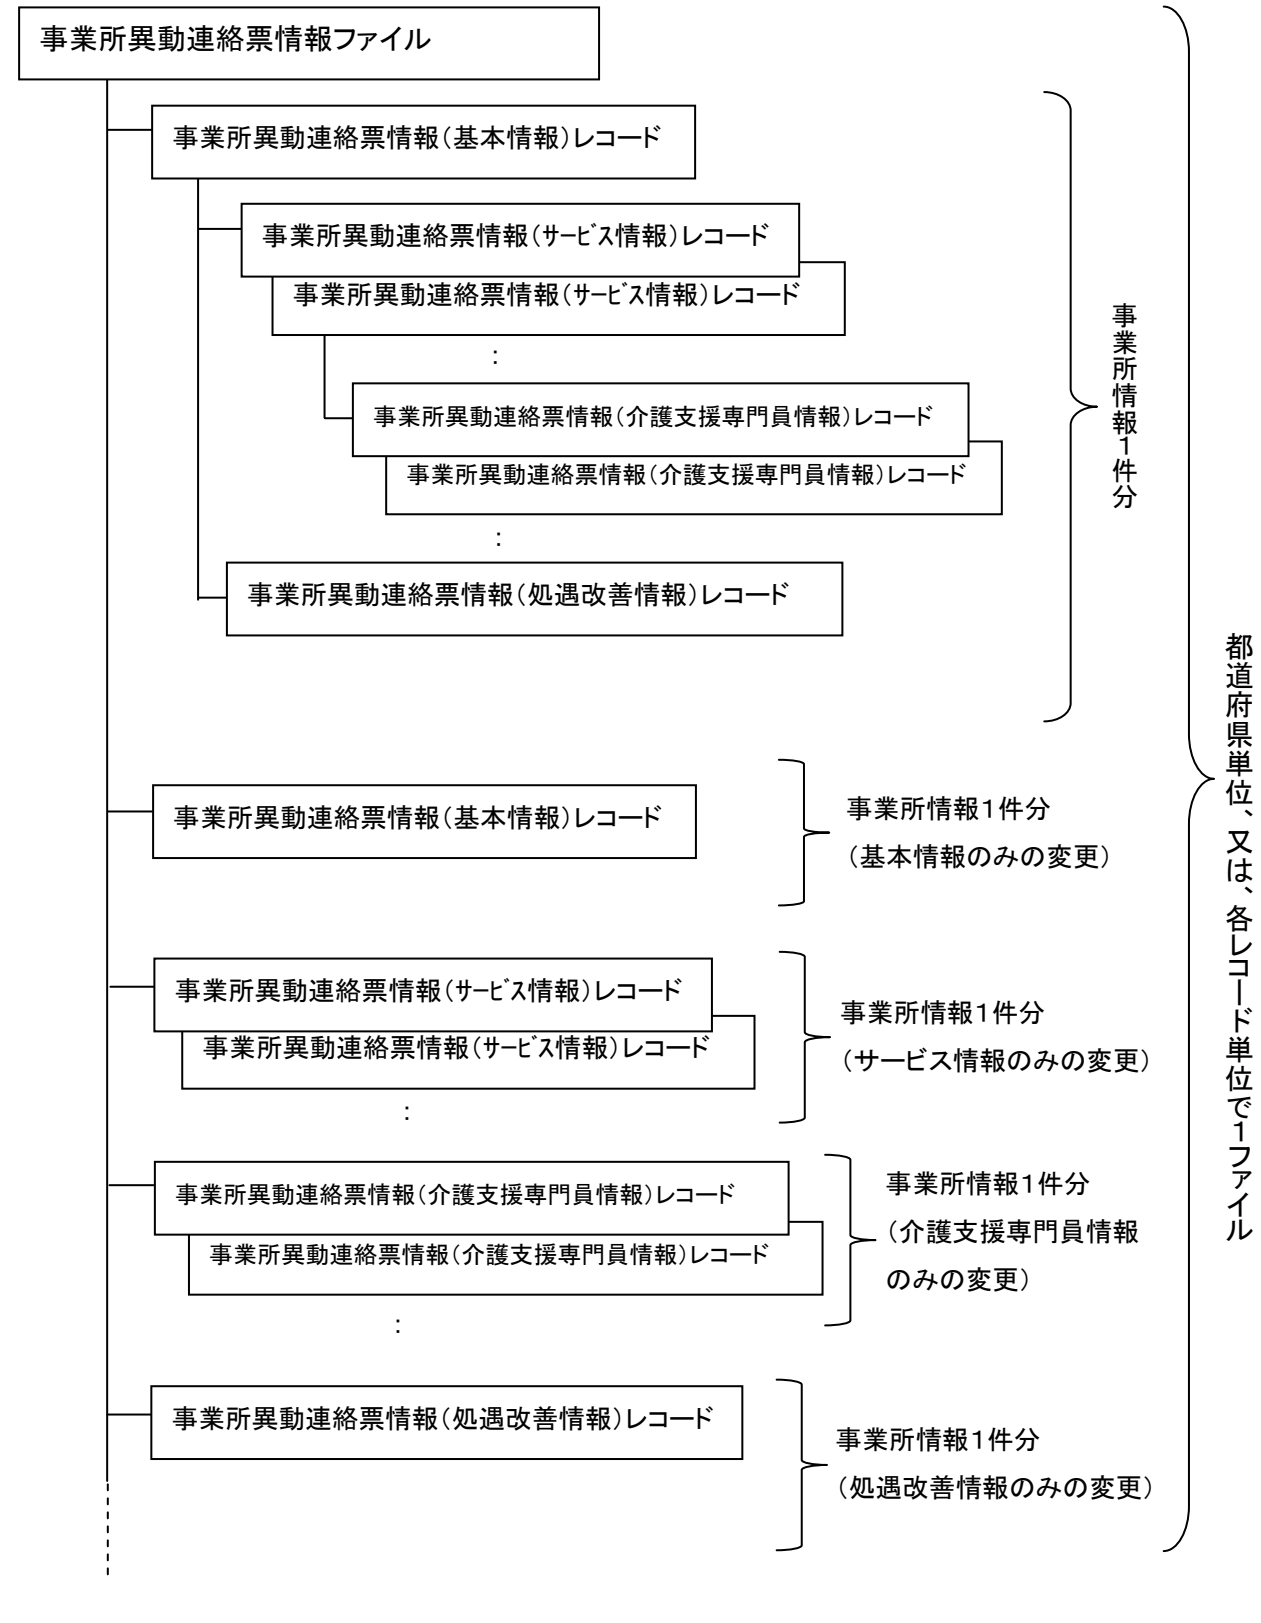 事業所異動連絡票情報ファイル
事業所異動連絡票情報（基本情報）レコード
事業所異動連絡票情報（ｻｰﾋﾞｽ情報）レコード
事業所異動連絡票情報（ｻｰﾋﾞｽ情報）レコード
：
事業所異動連絡票情報（介護支援専門員情報）レコード
事業所異動連絡票情報（介護支援専門員情報）レコード
：
事業所異動連絡票情報（処遇改善情報）レコード
事業所情報１件分
事業所異動連絡票情報（基本情報）レコード
事業所情報１件分
（基本情報のみの変更）
事業所異動連絡票情報（ｻｰﾋﾞｽ情報）レコード
事業所異動連絡票情報（ｻｰﾋﾞｽ情報）レコード
：
事業所情報１件分
（サービス情報のみの変更）
事業所異動連絡票情報（介護支援専門員情報）レコード
事業所異動連絡票情報（介護支援専門員情報）レコード
：
事業所情報１件分
（介護支援専門員情報
のみの変更）
事業所異動連絡票情報（処遇改善情報）レコード
事業所情報１件分
（処遇改善情報のみの変更）
都道府県単位、又は、各レコード単位で１ファイル